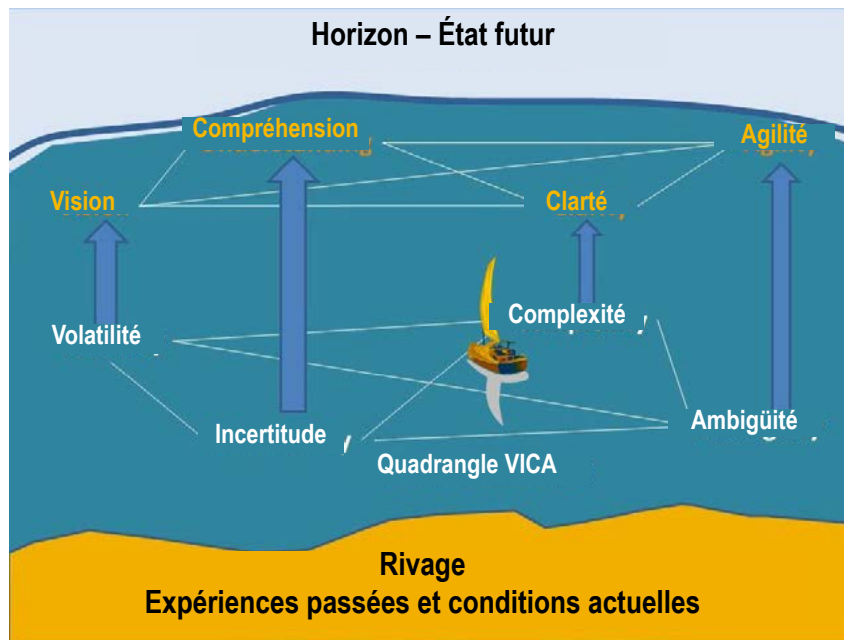 Horizon – État futur
Compréhension
Agilité
Vision
Clarté
Complexité
Volatilité
Ambigüité
Incertitude
Quadrangle VICA
Rivage
Expériences passées et conditions actuelles